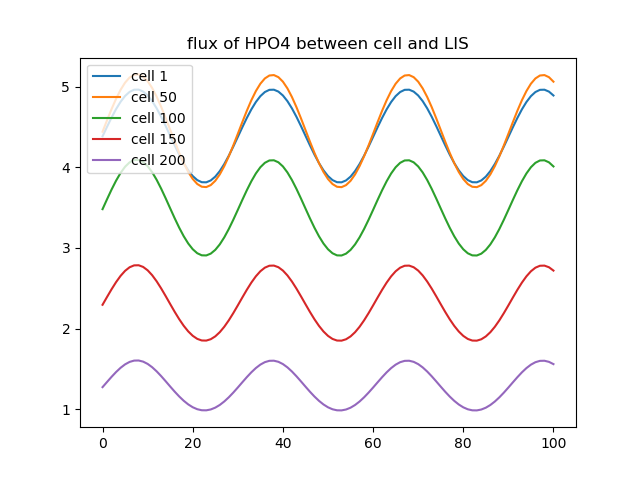 flux of HPO4 between cell and LIS
cell 1
cell 50
cell 100
cell 150
cell 200
5
4
3
2
1
0 20 40 60 80 100